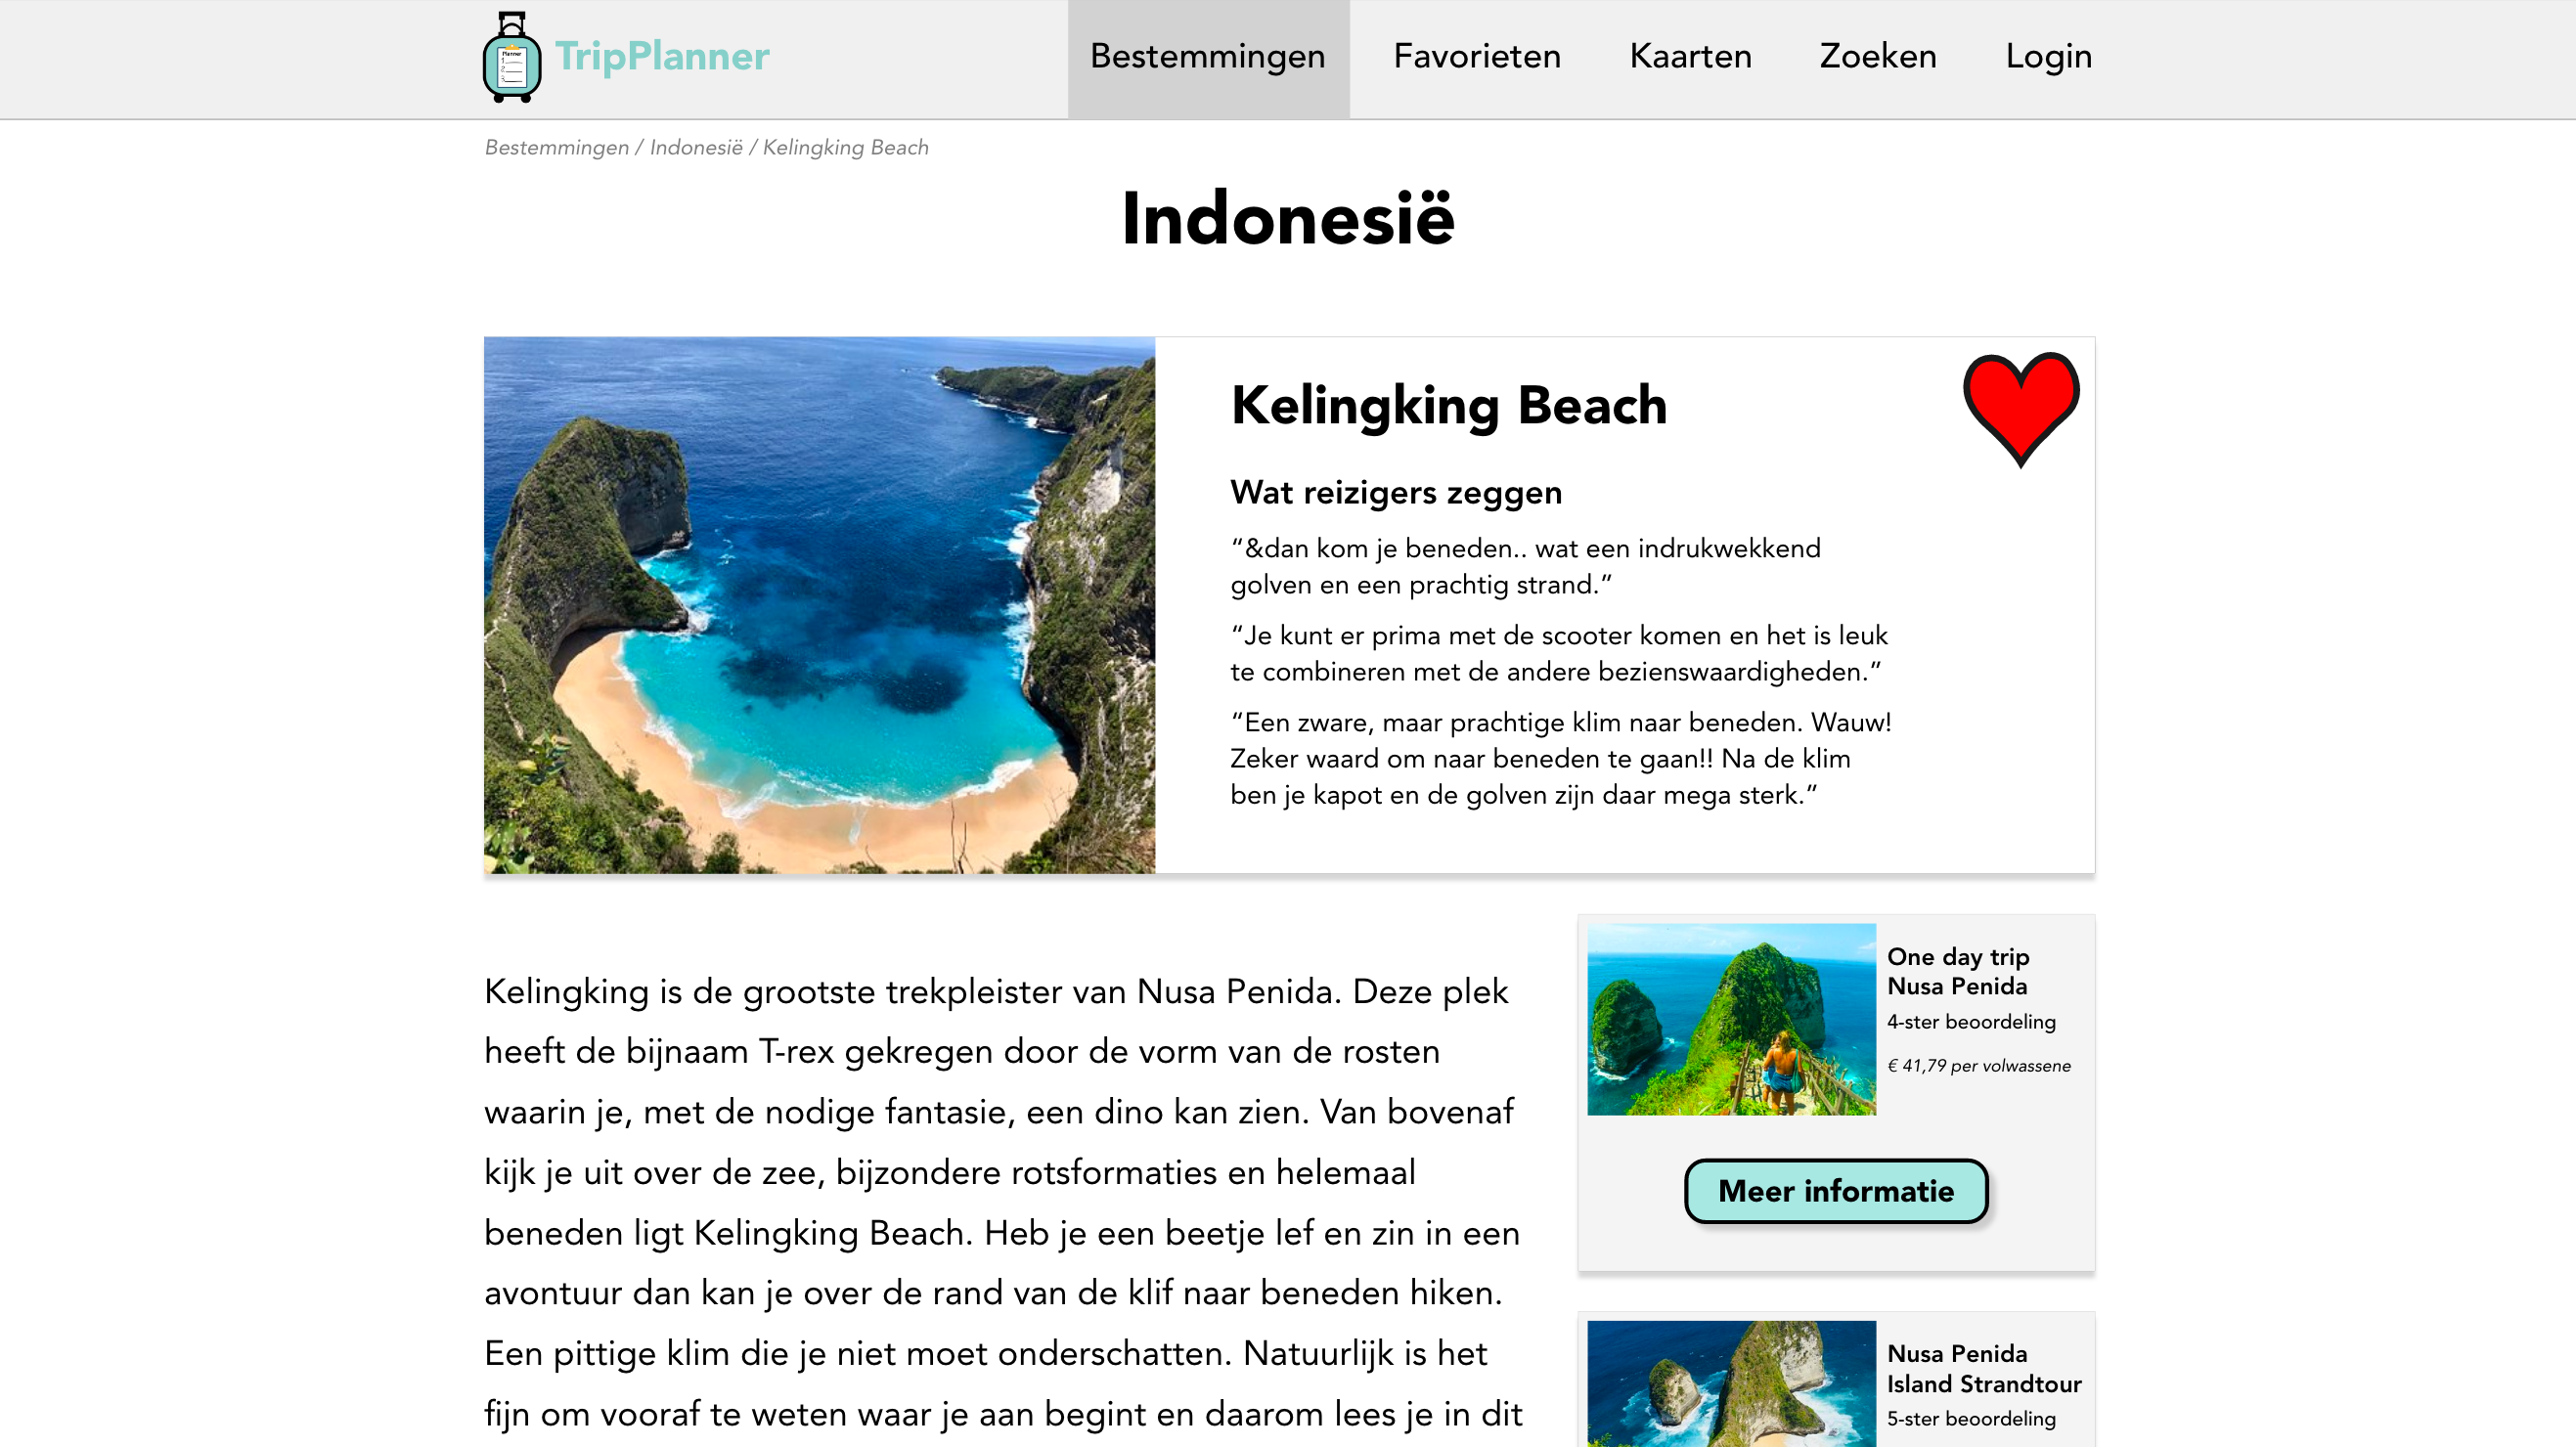 Planner
TripPlanner
Bestemmingen
Favorieten
Kaarten
Zoeken
Login
Bestemmingen / Indonesië / Kelingking Beach
Indonesië
Kelingking Beach
Wat reizigers zeggen
“&dan kom je beneden.. wat een indrukwekkend
golven en een prachtig strand.”
“Je kunt er prima met de scooter komen en het is leuk
te combineren met de andere bezienswaardigheden.”
“Een zware, maar prachtige klim naar beneden. Wauw!
Zeker waard om naar beneden te gaan!! Na de klim
ben je kapot en de golven zijn daar mega sterk.”
Kelingking is de grootste trekpleister van Nusa Penida. Deze plek
heeft de bijnaam T-rex gekregen door de vorm van de rosten
waarin je, met de nodige fantasie, een dino kan zien. Van bovenaf
kijk je uit over de zee, bijzondere rotsformaties en helemaal
beneden ligt Kelingking Beach. Heb je een beetje lef en zin in een
avontuur dan kan je over de rand van de klif naar beneden hiken.
Een pittige klim die je niet moet onderschatten. Natuurlijk is het
fijn om vooraf te weten waar je aan begint en daarom lees je in dit
One day trip
Nusa Penida
4-ster beoordeling
€ 41,79 per volwassene
Meer informatie
Nusa Penida
Island Strandtour
5-ster beoordeling